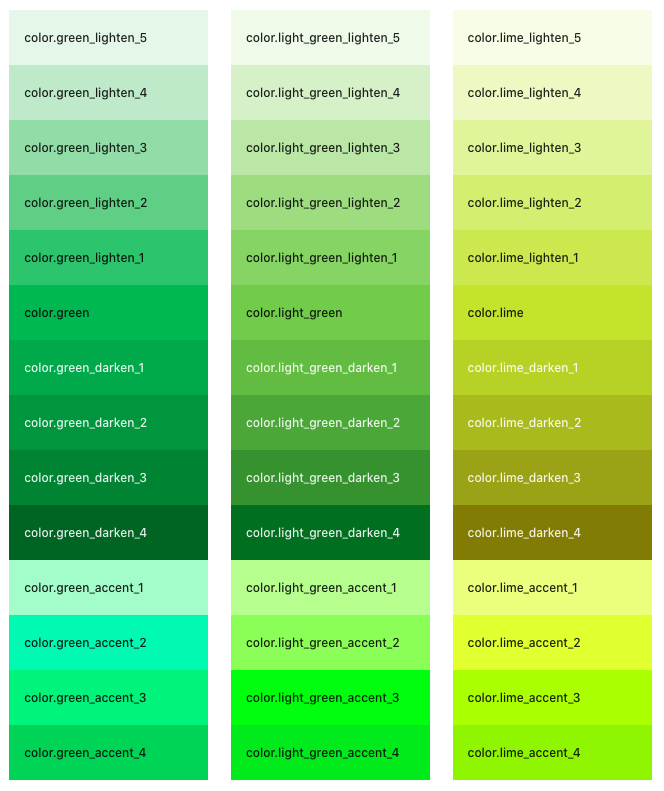 color.green_lighten_5
color.green_lighten_4
color.green_lighten_3
color.green_lighten_2
color.green_lighten_1
color.green
color.green_darken_1
color.green_darken_2
color.green_darken_3
color.green_darken_4
color.green_accent_1
color.green_accent_2
color.green_accent_3
color.green_accent_4
color.light_green_lighten_5
color.light_green_lighten_4
color.light_green_lighten_3
color.light_green_lighten_2
color.light_green_lighten_1
color.light_green
color.light_green_darken_1
color.light_green_darken_2
color.light_green_darken_3
color.light_green_darken_4
color.light_green_accent_1
color.light_green_accent_2
color.light_green_accent_3
color.light_green_accent_4
color.lime_lighten_5
color.lime_lighten_4
color.lime_lighten_3
color.lime_lighten_2
color.lime_lighten_1
color.lime
color.lime_darken_1
color.lime_darken_2
color.lime_darken_3
color.lime_darken_4
color.lime_accent_1
color.lime_accent_2
color.lime_accent_3
color.lime_accent_4